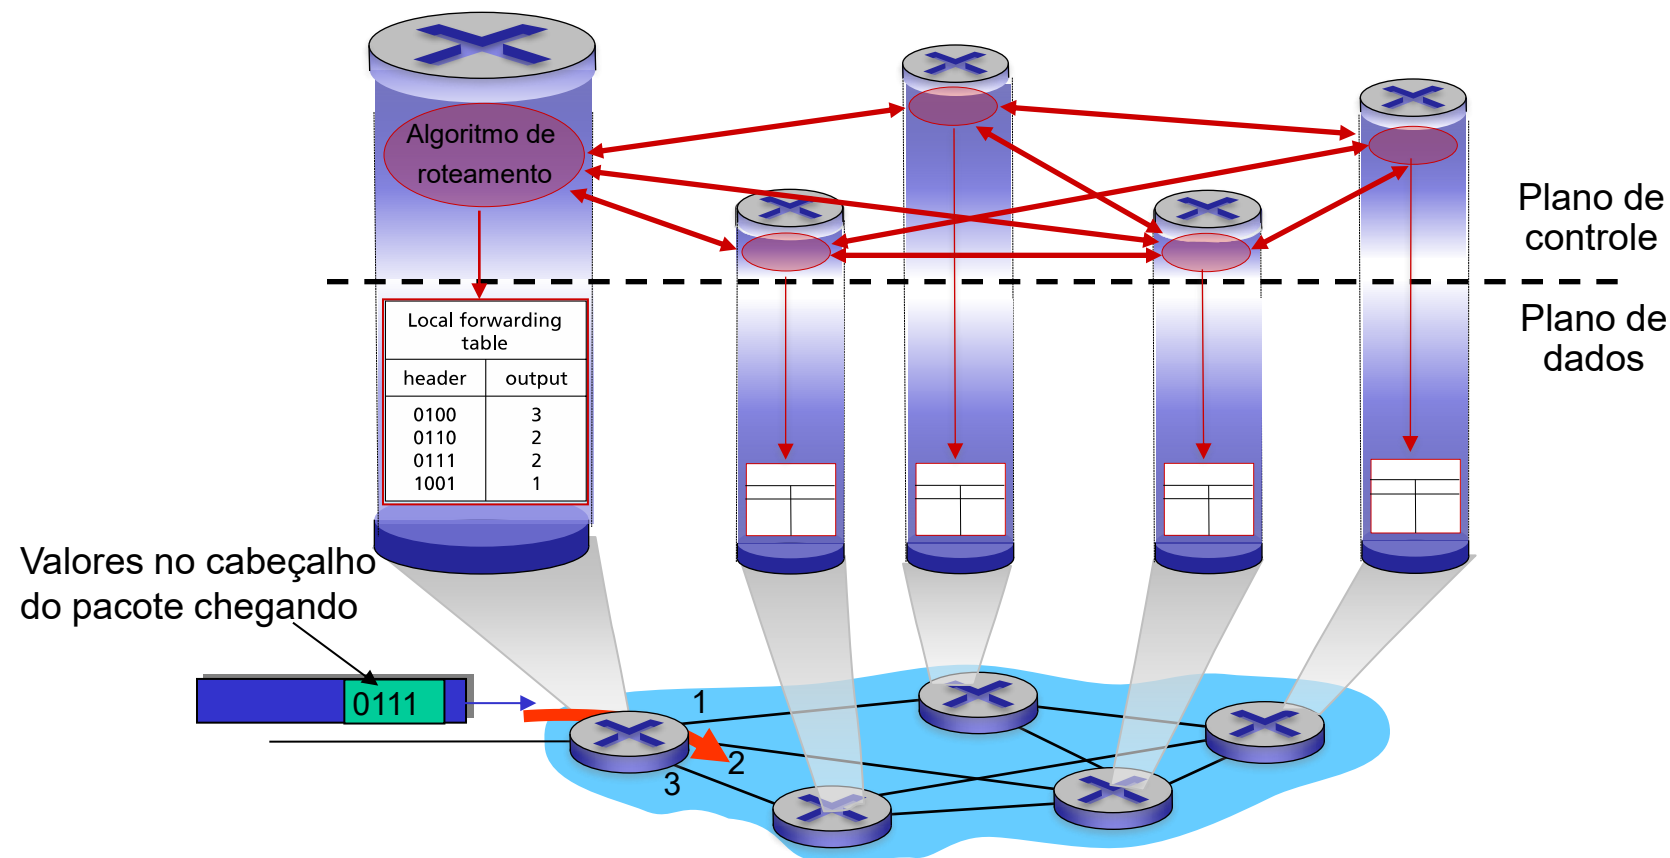 Algoritmo de
roteamento
Plano de
controle
Plano de
dados
Local forwarding
table
header output
0100 3
0110 2
0111 2
1001 1
Valores no cabeçalho
do pacote chegando
0111
1
2
3